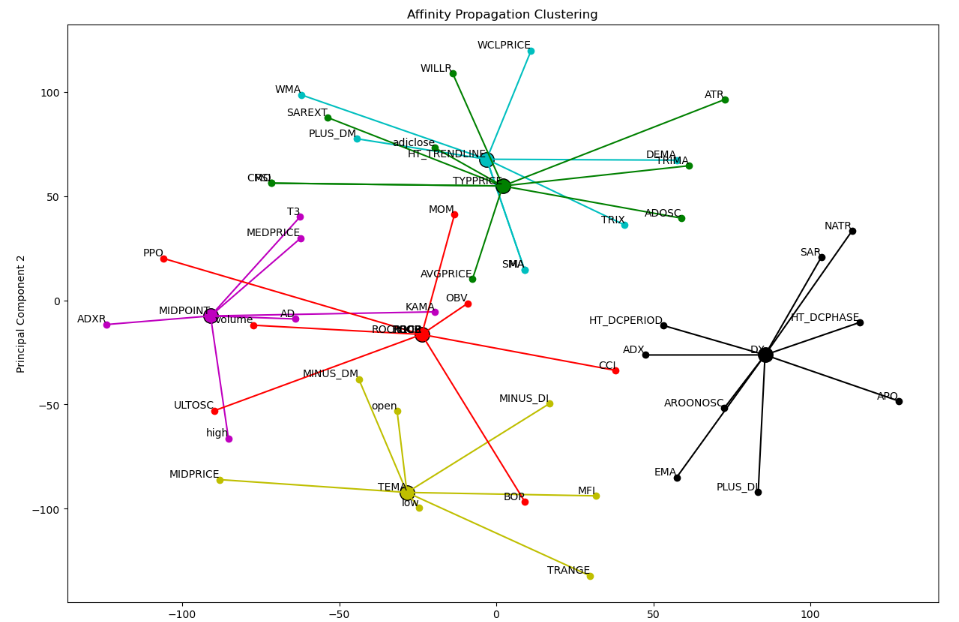 Affinity Propagation Clustering
WCLPRICE
WILLR
WMA
ATR
100
SAREXT
PLUS_DM
adjclose
HT_TRENDLINE
DEMA
TRIMA
TYPPRICE
50
T3
MOM
ADOSC
TRIX
NATR
MEDPRICE
PPO
SAR
AVGPRICE
OBV
0
KAMA
MIDPOINT
AD
volume
ADXR
HT_DCPERIOD
HT_DCPHASE
ADX
DX
CCI
MINUS_DM
Principal Component 2
−50
ULTOSC
open
MINUS_DI
AROONOSC
APO
high
MIDPRICE
EMA
TEMA
MFI
PLUS_DI
BOP
low
−100
TRANGE
−100
−50
0
50
100